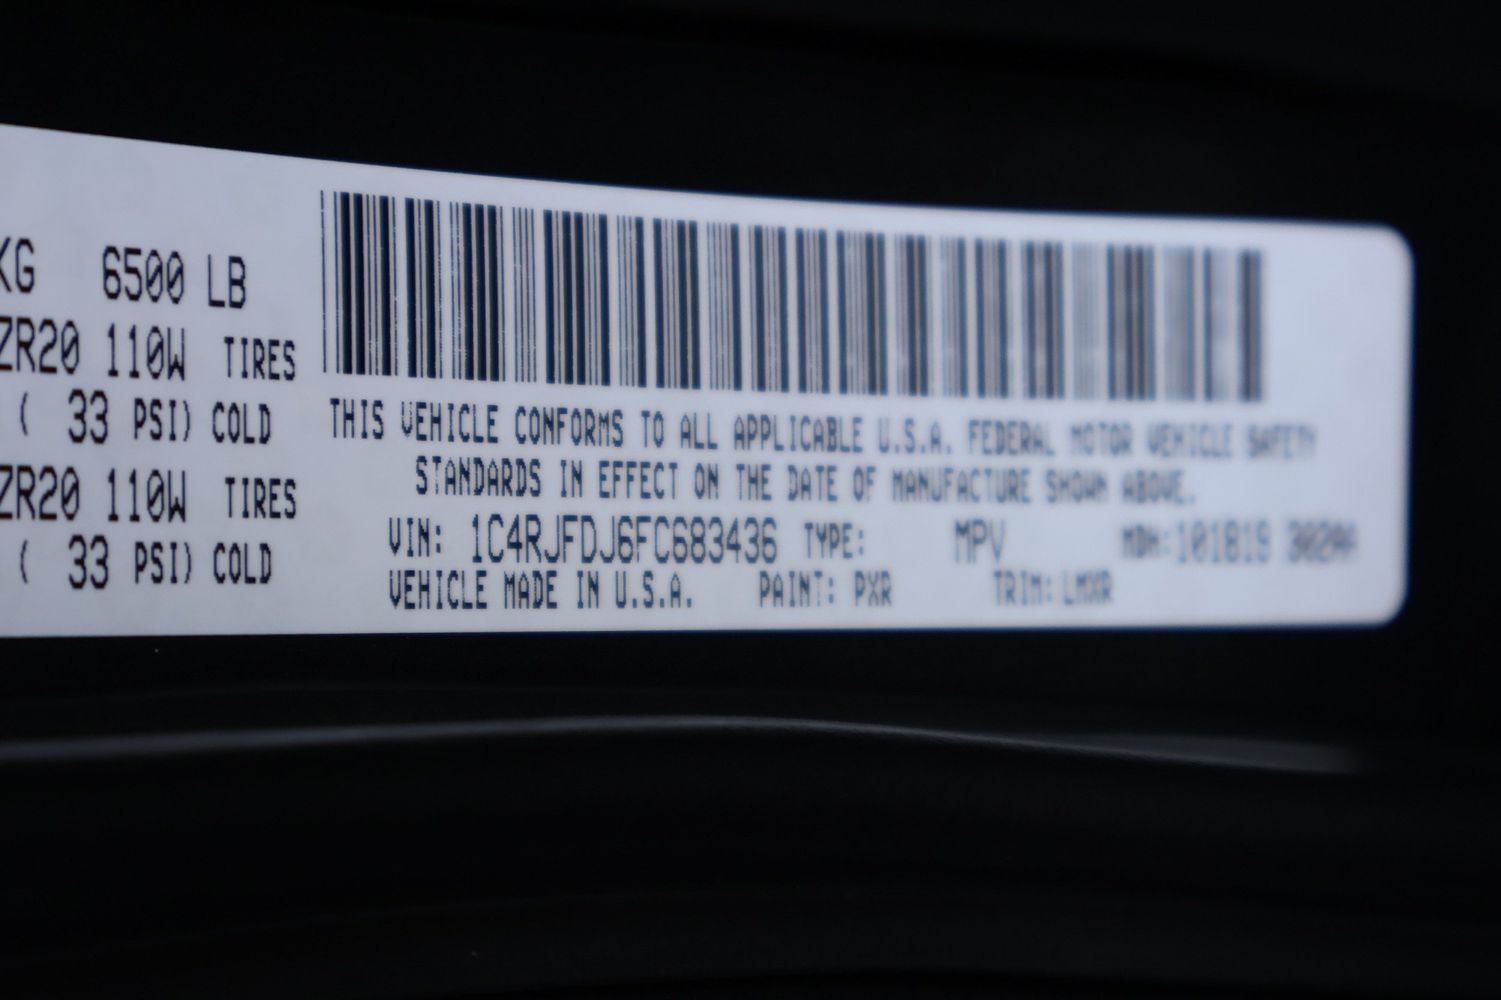 KG 6500 LB
ZR20 110W TIRES
( 33 PSI) COLD
ZR20 110W TIRES
( 33 PSI) COLD
THIS VEHICLE CONFORMS TO ALL APPLICABLE U.S.A. FEDERAL MOTOR VEHICLE SAFETY
STANDARDS IN EFFECT ON THE DATE OF MANUFACTURE SHOWN ABOVE.
VIN: 1C4RJFDJ6FC683436 TYPE: MPV MDH:
VEHICLE MADE IN U.S.A. PAINT: PXR TRIM: LMXR